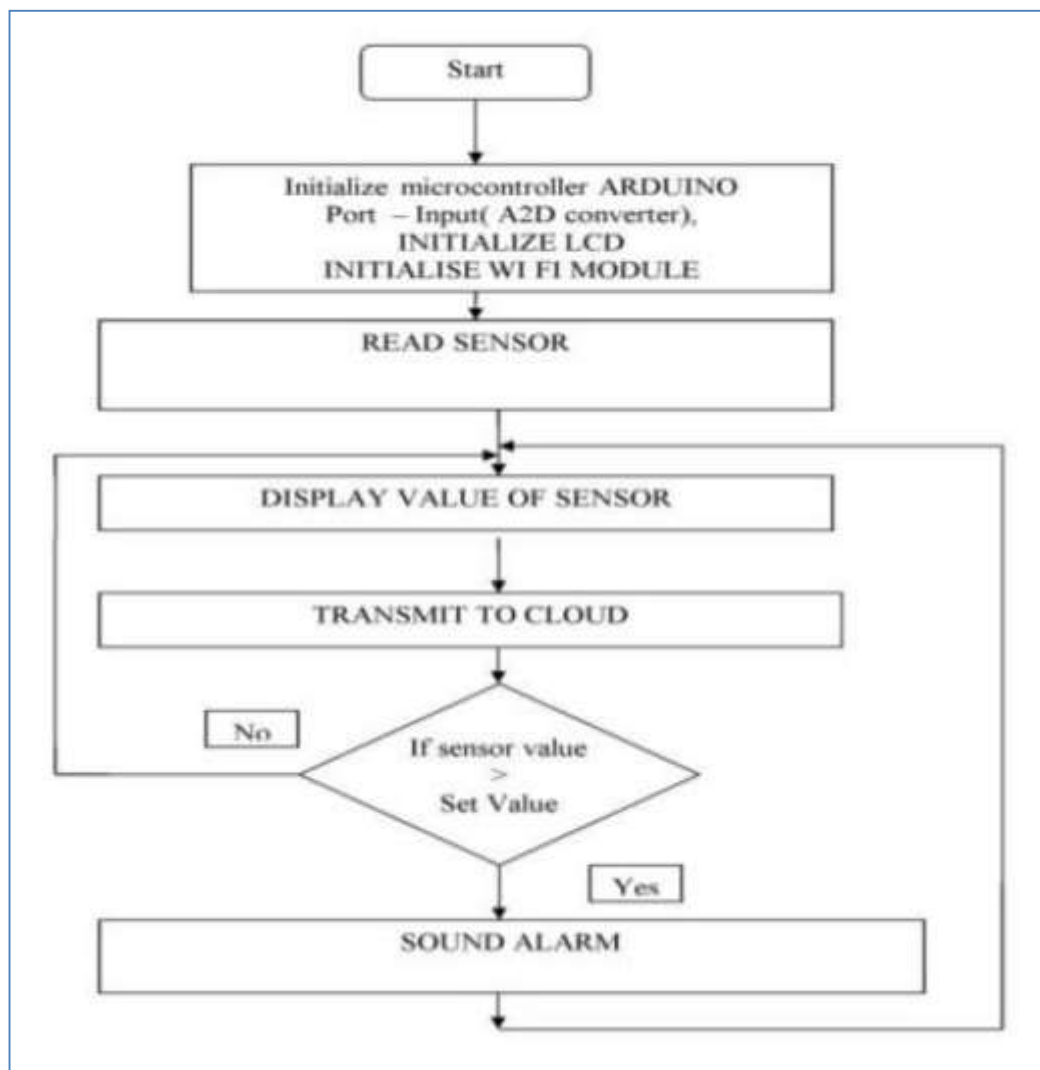 Start
Initialize microcontroller ARDUINO
Port – Input( A2D converter),
INITIALIZE LCD
INITIALISE WI FI MODULE
READ SENSOR
DISPLAY VALUE OF SENSOR
TRANSMIT TO CLOUD
No
If sensor value
>
Set Value
Yes
SOUND ALARM